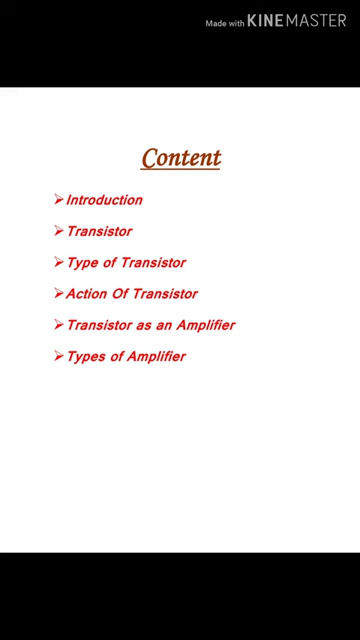 Made with KINEMASTER
Content
➢Introduction
➢Transistor
➢Type of Transistor
➢Action Of Transistor
➢Transistor as an Amplifier
➢Types of Amplifier